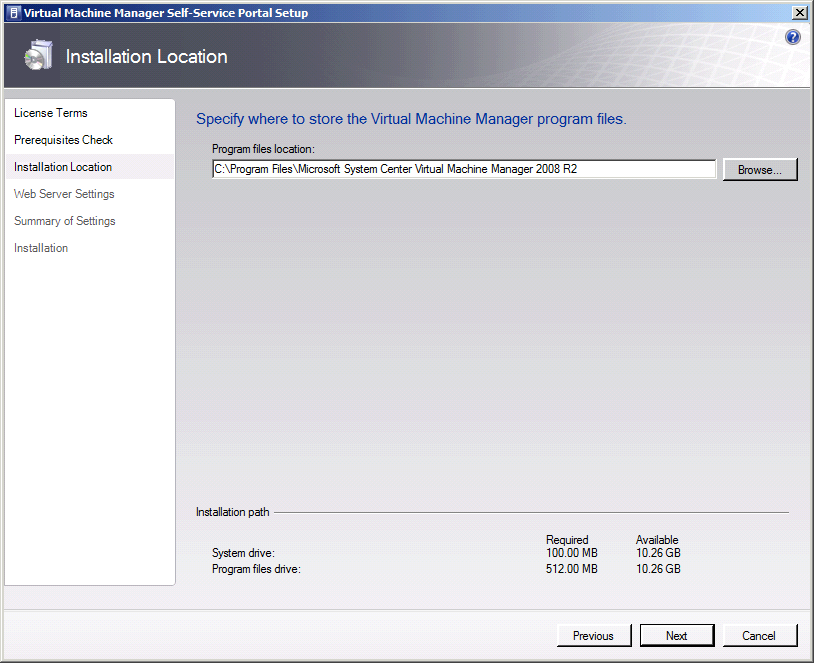 Virtual Machine Manager Self-Service Portal Setup
Installation Location
License Terms
Prerequisites Check
Installation Location
Web Server Settings
Summary of Settings
Installation
Specify where to store the Virtual Machine Manager program files.
Program files location:
C:\Program Files\Microsoft System Center Virtual Machine Manager 2008 R2
Browse...
Installation path
Required Available
System drive: 100.00 MB 10.26 GB
Program files drive: 512.00 MB 10.26 GB
Previous Next Cancel